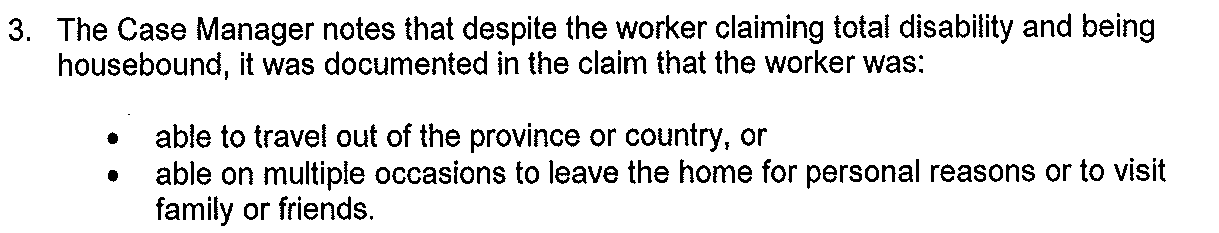 3. The Case Manager notes that despite the worker claiming total disability and being
housebound, it was documented in the claim that the worker was:
• able to travel out of the province or country, or
• able on multiple occasions to leave the home for personal reasons or to visit
family or friends.